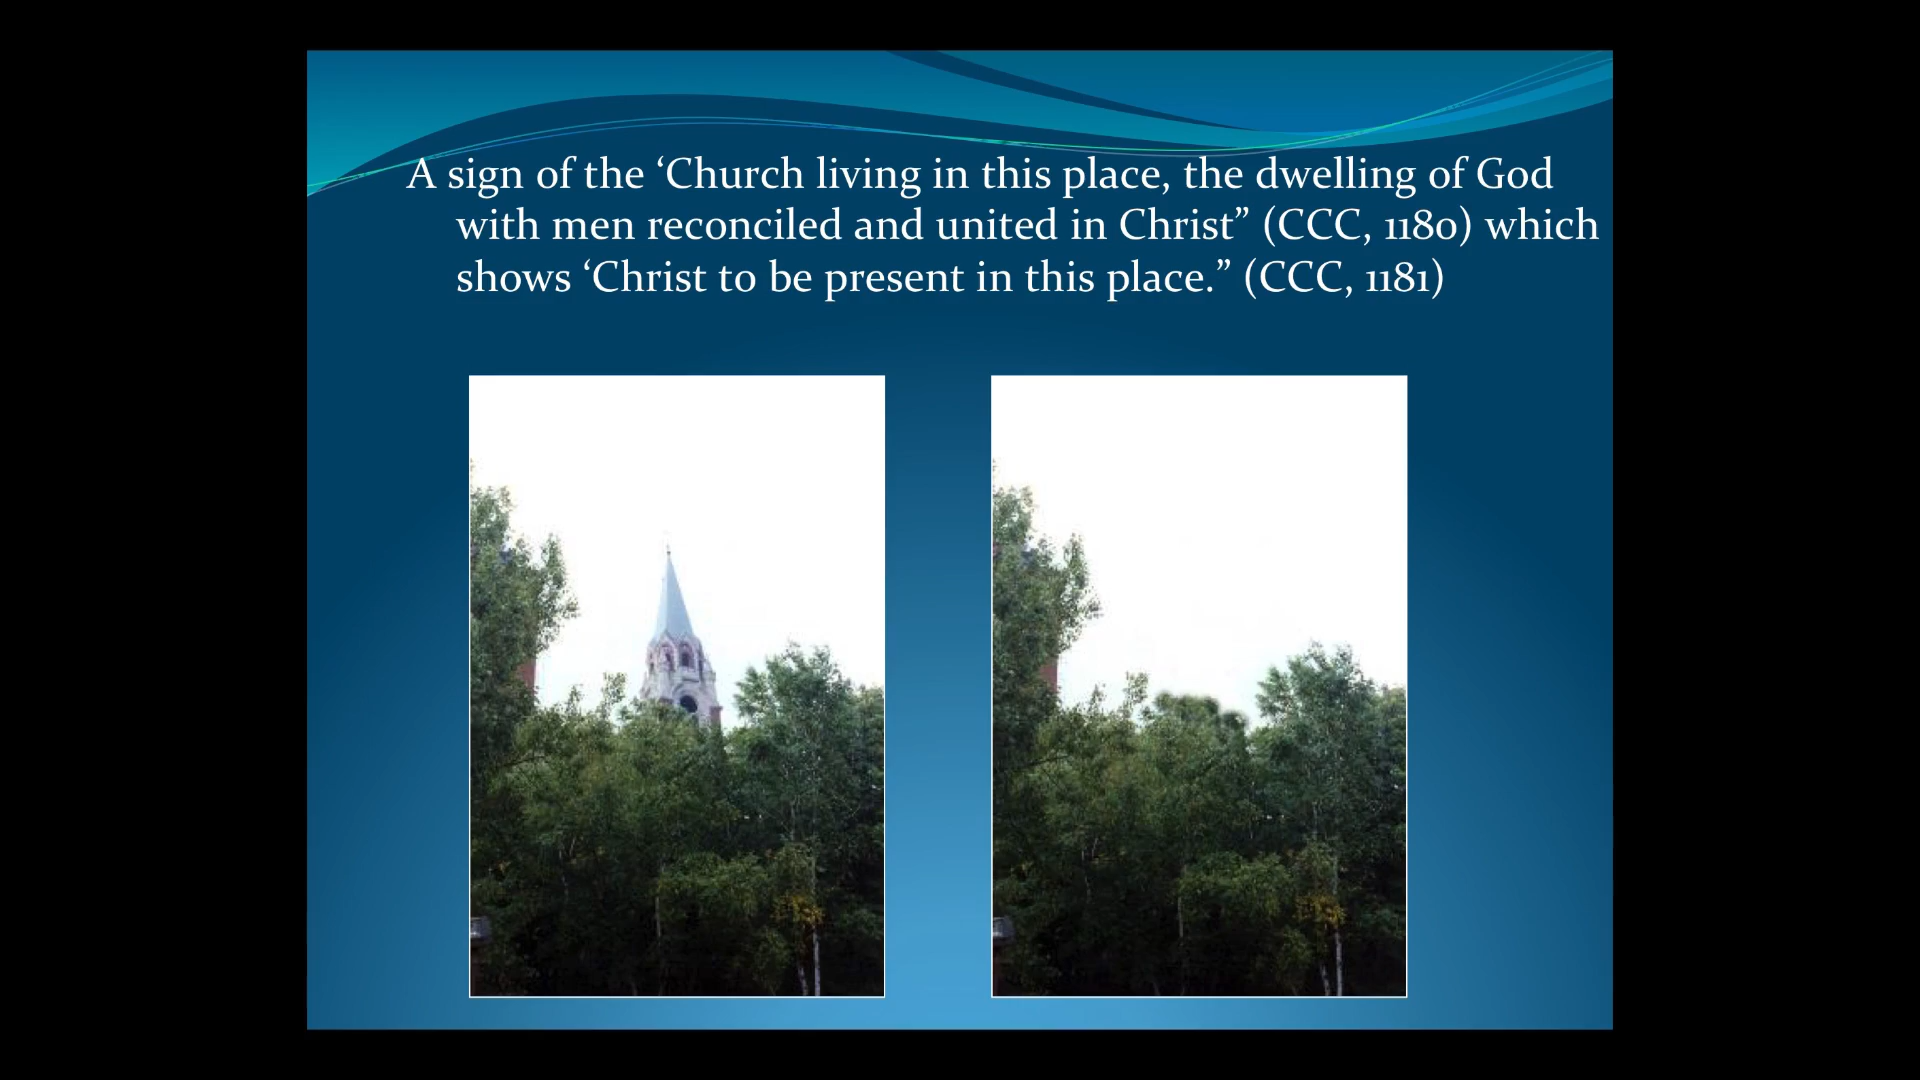 A sign of the ‘Church living in this place, the dwelling of God
with men reconciled and united in Christ” (CCC, 1180) which
shows ‘Christ to be present in this place.” (CCC, 1181)